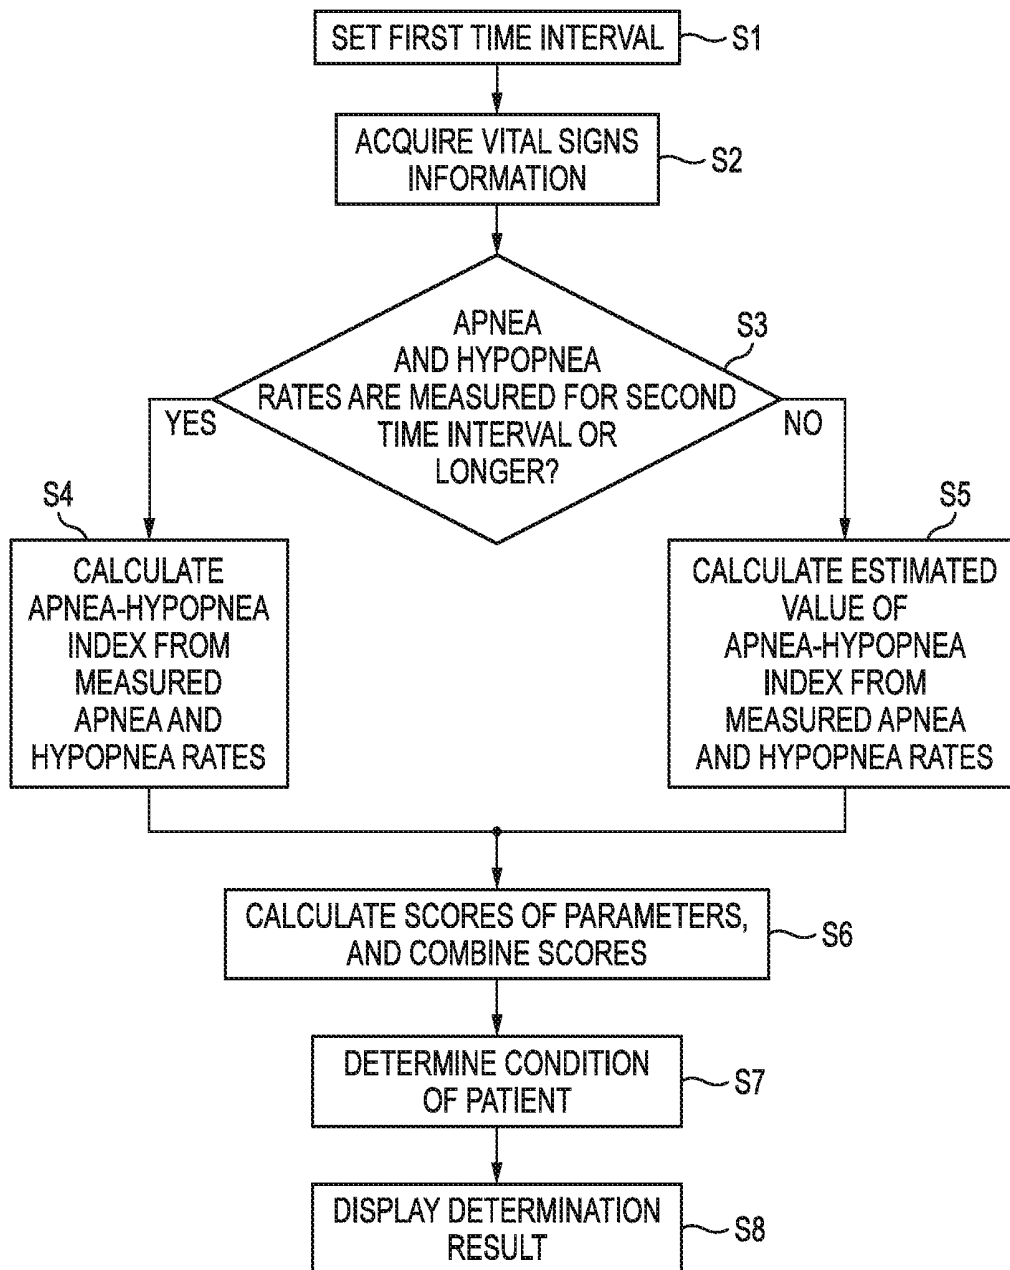 SET FIRST TIME INTERVAL
S1
ACQUIRE VITAL SIGNS
INFORMATION
S2
APNEA
AND HYPOPNEA
RATES ARE MEASURED FOR SECOND
TIME INTERVAL OR
LONGER?
S3
YES
NO
S4
CALCULATE
APNEA-HYPOPNEA
INDEX FROM
MEASURED
APNEA AND
HYPOPNEA RATES
S5
CALCULATE ESTIMATED
VALUE OF
APNEA-HYPOPNEA
INDEX FROM
MEASURED APNEA
AND HYPOPNEA RATES
CALCULATE SCORES OF PARAMETERS,
AND COMBINE SCORES
S6
DETERMINE CONDITION
OF PATIENT
S7
DISPLAY DETERMINATION
RESULT
S8